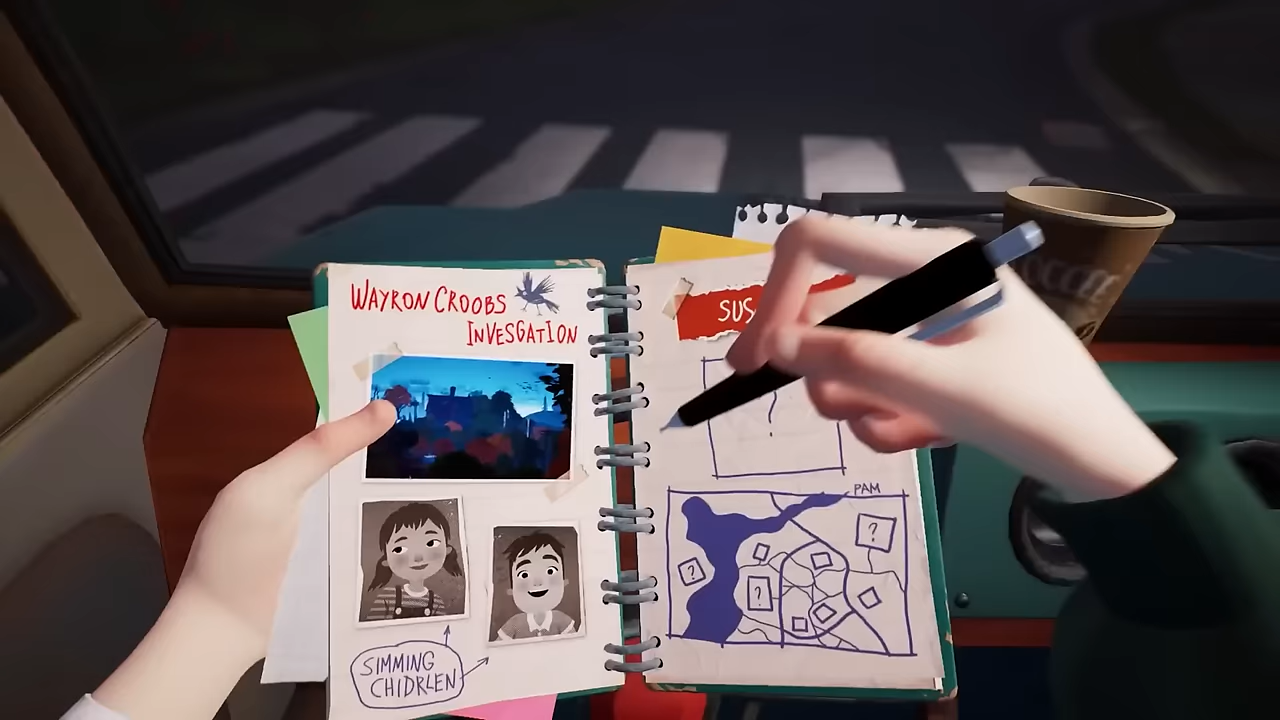 WAYRON CROOBS
INVESGATION
SIMMING
CHIDRLEN
SUS
PAM
?
?
?
?